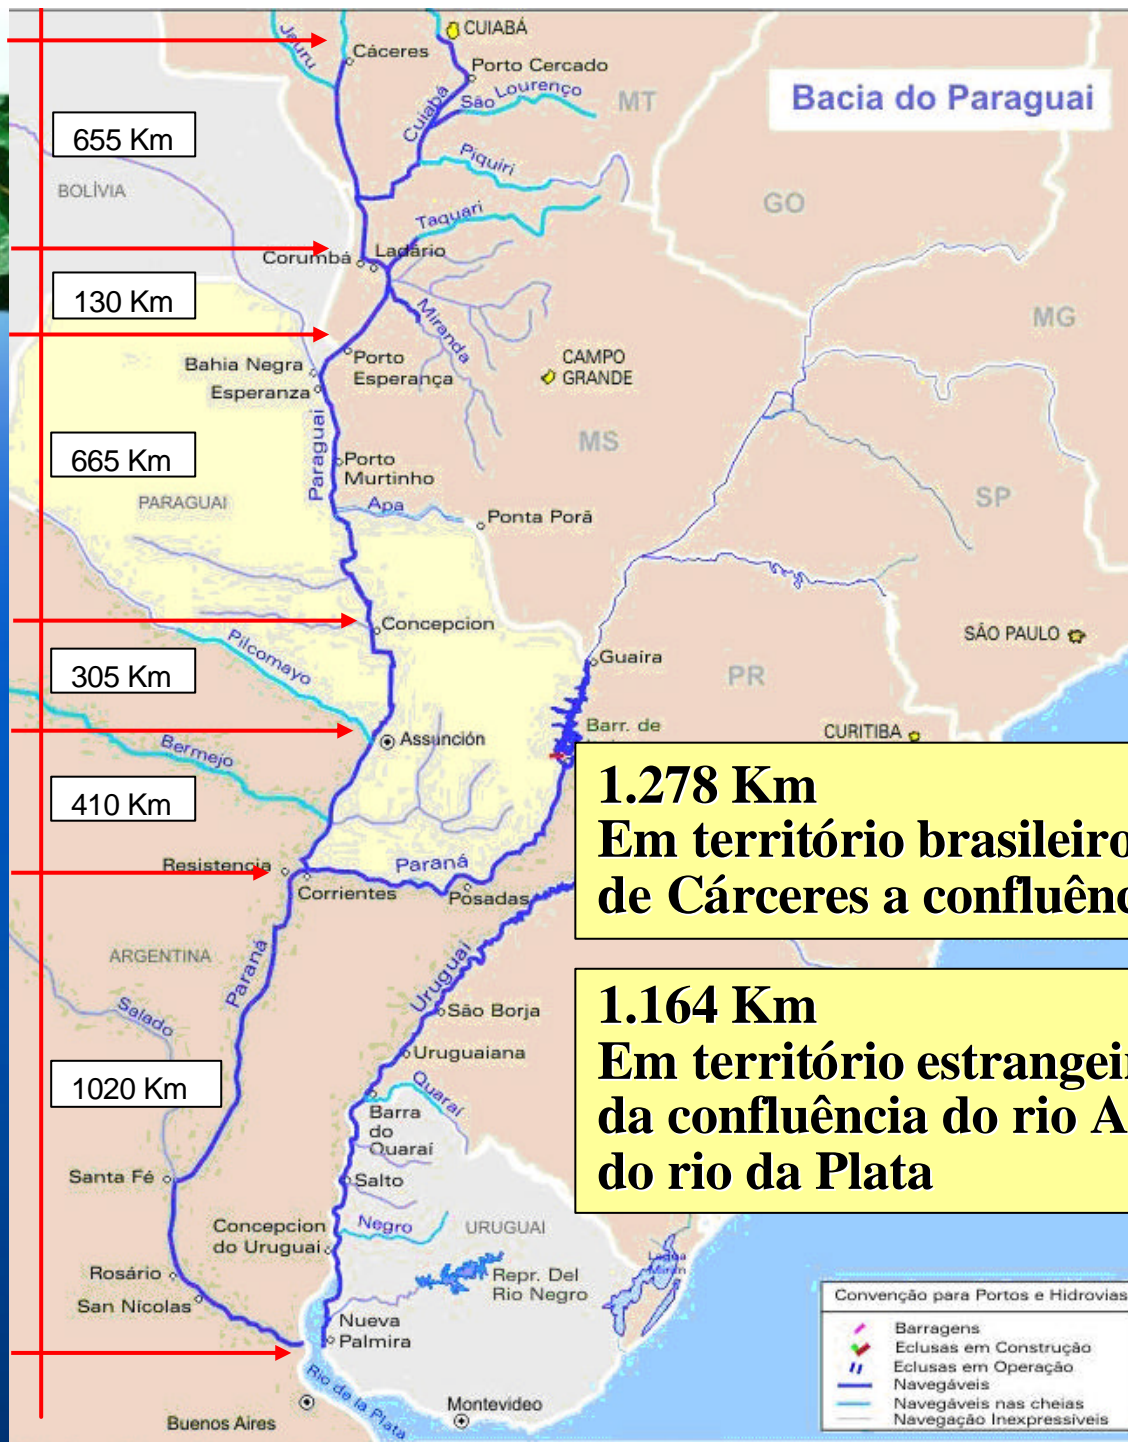 CUIABÁ
Jauru
Cáceres
Porto Cercado
Cuiabá
São Lourenço
MT
Bacia do Paraguai
655 Km
Piquiri
BOLÍVIA
GO
Taquari
Corumbá
Ladário
130 Km
Miranda
MG
Bahia Negra
Porto
Esperança
CAMPO
GRANDE
Esperanza
Paraguai
MS
665 Km
Porto
Murtinho
PARAGUAI
Apa
Ponta Porã
SP
Concepcion
SÃO PAULO
Pilcomayo
Guaira
305 Km
PR
Barr. de
Assunción
CURITIBA
Bermejo
410 Km
1.278 Km
Em território brasileiro
de Cárceres a confluênc
Resistencia
Paraná
Corrientes
Pósadas
ARGENTINA
Paraná
Uruguai
Salado
São Borja
1.164 Km
Em território estrangei
da confluência do rio A
do rio da Plata
Uruguaiana
1020 Km
Quaraí
Barra
do
Quaraí
Santa Fé
Salto
Concepcion
do Uruguai
Negro
URUGUAI
Lagoa
Mirim
Rosário
Repr. Del
Rio Negro
San Nícolas
Nueva
Palmira
Rio de la Plata
Buenos Aires
Montevideo
Convenção para Portos e Hidrovias
Barragens
Eclusas em Construção
Eclusas em Operação
Navegáveis
Navegáveis nas cheias
Navegação Inexpressíveis